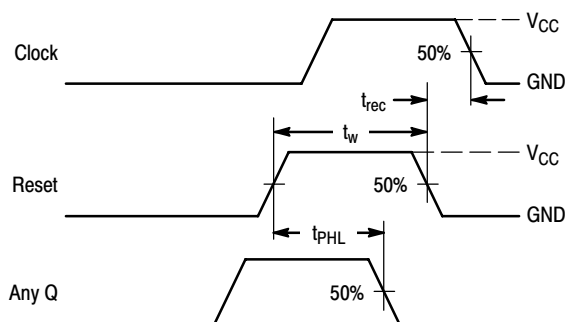 V_CC
Clock
50%
GND
t_rec
t_w
V_CC
Reset
50%
GND
t_PHL
Any Q
50%